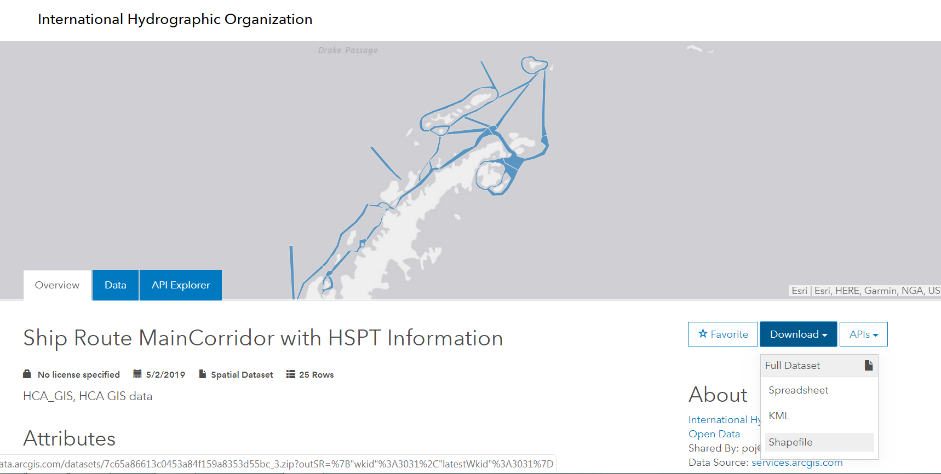 International Hydrographic Organization
Drake Passage
Esri | Esri, HERE, Garmin, NGA, US
Overview
Data
API Explorer
Ship Route MainCorridor with HSPT Information
Favorite
Download
APIs
No license specified 5/2/2019 Spatial Dataset 25 Rows
HCA_GIS, HCA GIS data
Full Dataset
Spreadsheet
KML
Shapefile
About
International Hy
Open Data
Shared By: poj@
Data Source: services.arcgis.com
Attributes
ata.arcgis.com/datasets/7c65a86613c0453a84f159a8353d55bc_3.zip?outSR=%7B"wkid"%3A3031%2C"latestWkid"%3A3031%7D